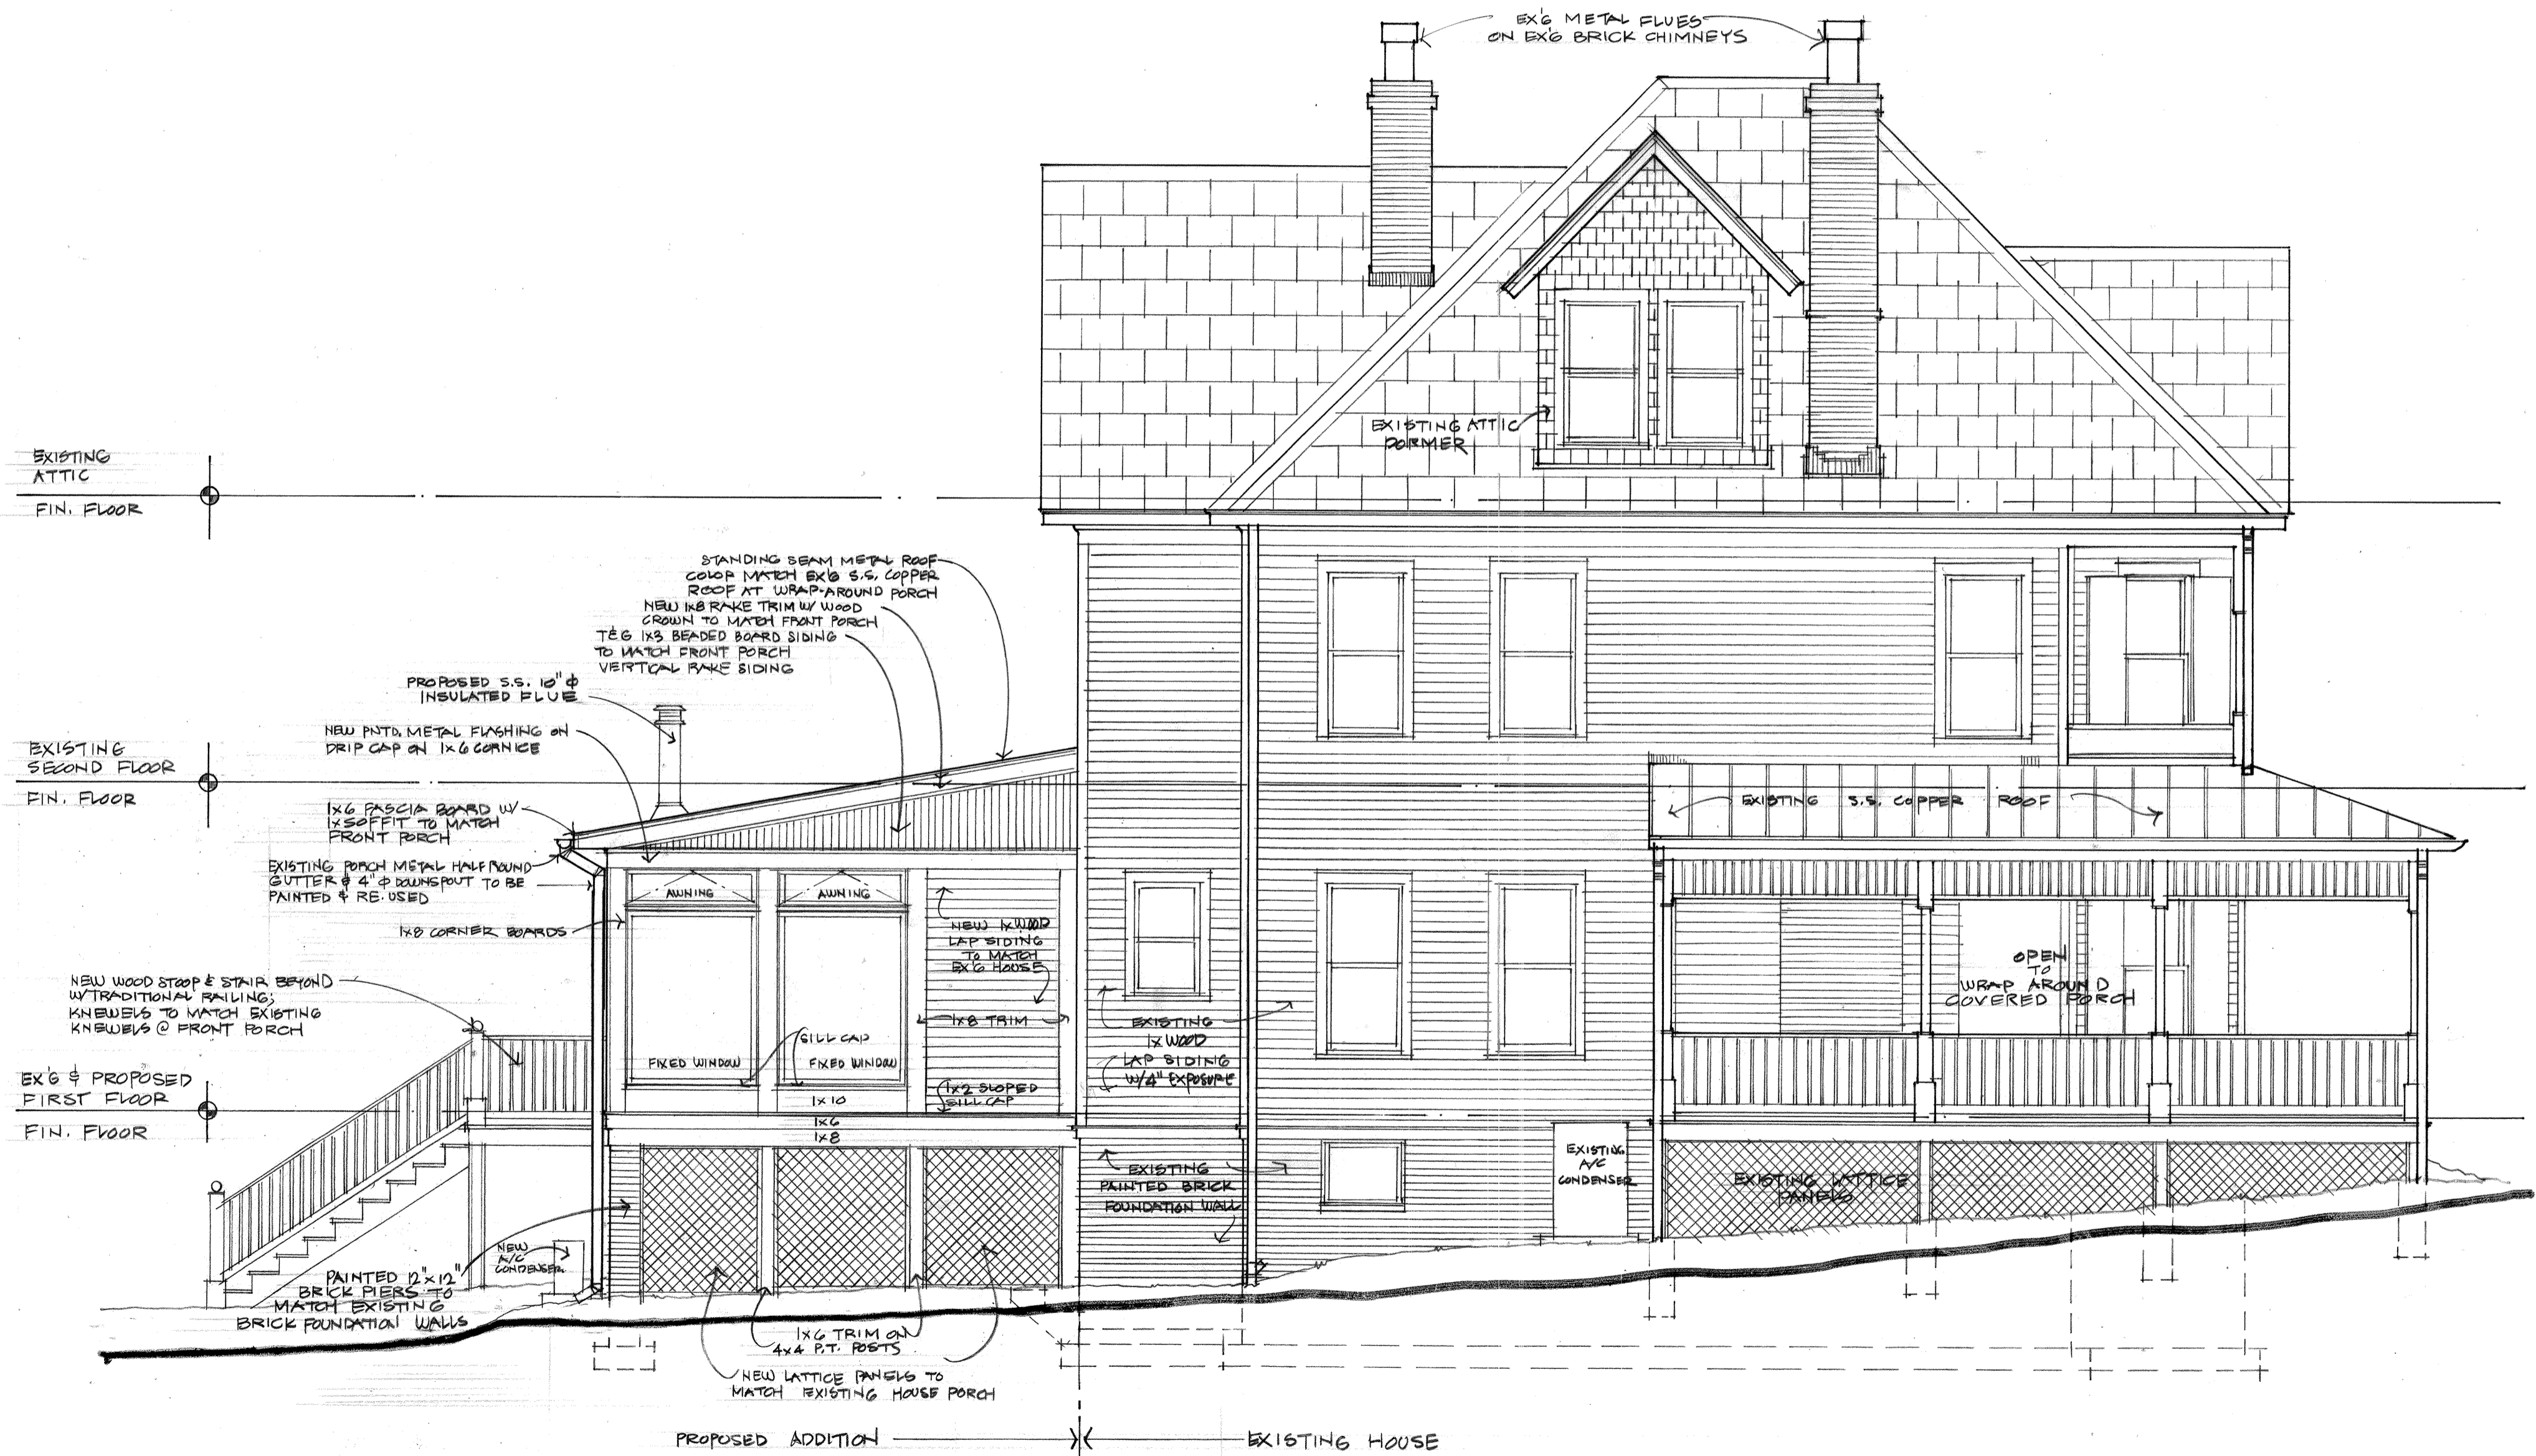 EX'G METAL FLUES
ON EX'G BRICK CHIMNEYS
EXISTING ATTIC
DORMER
EXISTING
ATTIC
FIN. FLOOR
STANDING SEAM METAL ROOF
COLOR MATCH EX'G S.S. COPPER
ROOF AT WRAP-AROUND PORCH
NEW 1x8 RAKE TRIM W/ WOOD
CROWN TO MATCH FRONT PORCH
T&G 1x3 BEADED BOARD SIDING
TO MATCH FRONT PORCH
VERTICAL RAKE SIDING
PROPOSED S.S. 10"φ
INSULATED FLUE
NEW PNTD. METAL FLASHING ON
DRIP CAP ON 1x6 CORNICE
EXISTING
SECOND FLOOR
FIN. FLOOR
1x6 FASCIA BOARD W/
1x SOFFIT TO MATCH
FRONT PORCH
EXISTING S.S. COPPER ROOF
EXISTING PORCH METAL HALF ROUND
GUTTER & 4"φ DOWNSPOUT TO BE
PAINTED & RE-USED
1x8 CORNER BOARDS
AWNING
AWNING
NEW 1x WOOD
LAP SIDING
TO MATCH
EX'G HOUSE
OPEN
TO
WRAP AROUND
COVERED PORCH
NEW WOOD STOOP & STAIR BEYOND
W/TRADITIONAL RAILING;
KNEWELS TO MATCH EXISTING
KNEWELS @ FRONT PORCH
1x8 TRIM
EXISTING
1x WOOD
LAP SIDING
W/4" EXPOSURE
SILL CAP
FIXED WINDOW
FIXED WINDOW
EX'G & PROPOSED
FIRST FLOOR
FIN. FLOOR
1x2 SLOPED
SILL CAP
1x10
1x6
1x8
EXISTING
PAINTED BRICK
FOUNDATION WALL
EXISTING
A/C
CONDENSER
EXISTING LATTICE
PANELS
NEW
A/C
CONDENSER
PAINTED 12"x12"
BRICK PIERS TO
MATCH EXISTING
BRICK FOUNDATION WALLS
1x6 TRIM ON
4x4 P.T. POSTS
NEW LATTICE PANELS TO
MATCH EXISTING HOUSE PORCH
PROPOSED ADDITION
EXISTING HOUSE